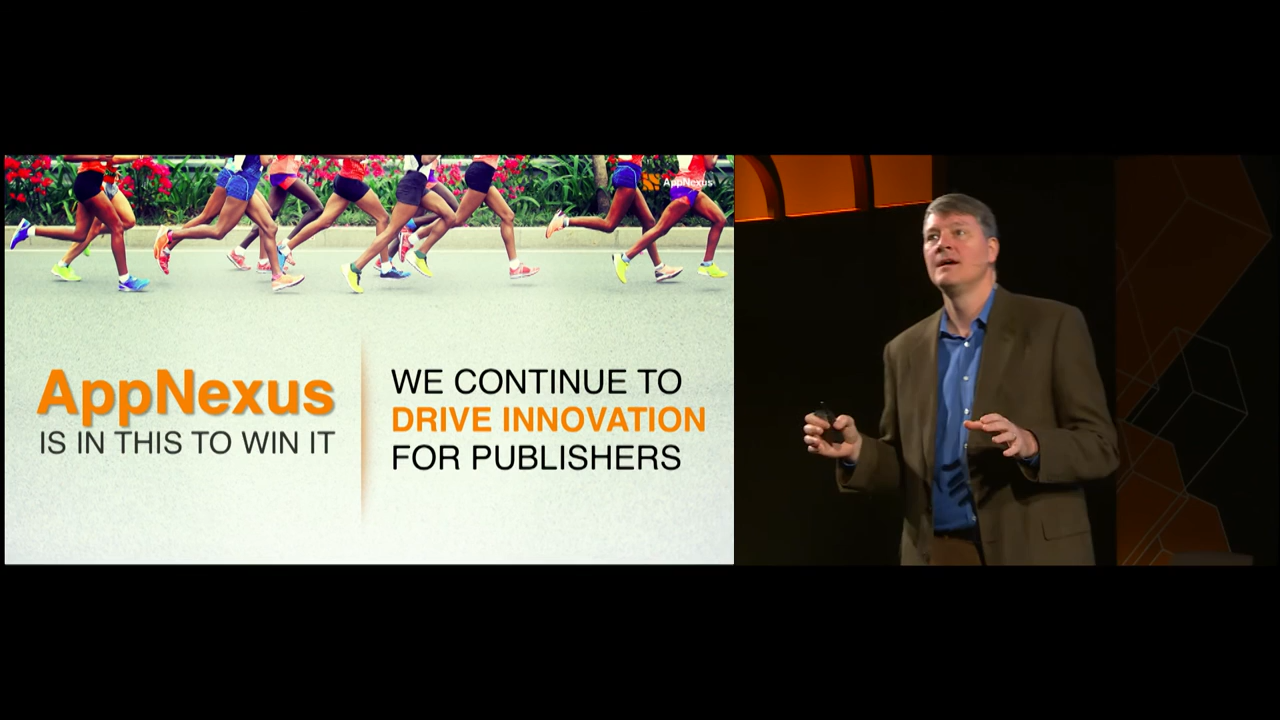 AppNexus
AppNexus
IS IN THIS TO WIN IT
WE CONTINUE TO
DRIVE INNOVATION
FOR PUBLISHERS